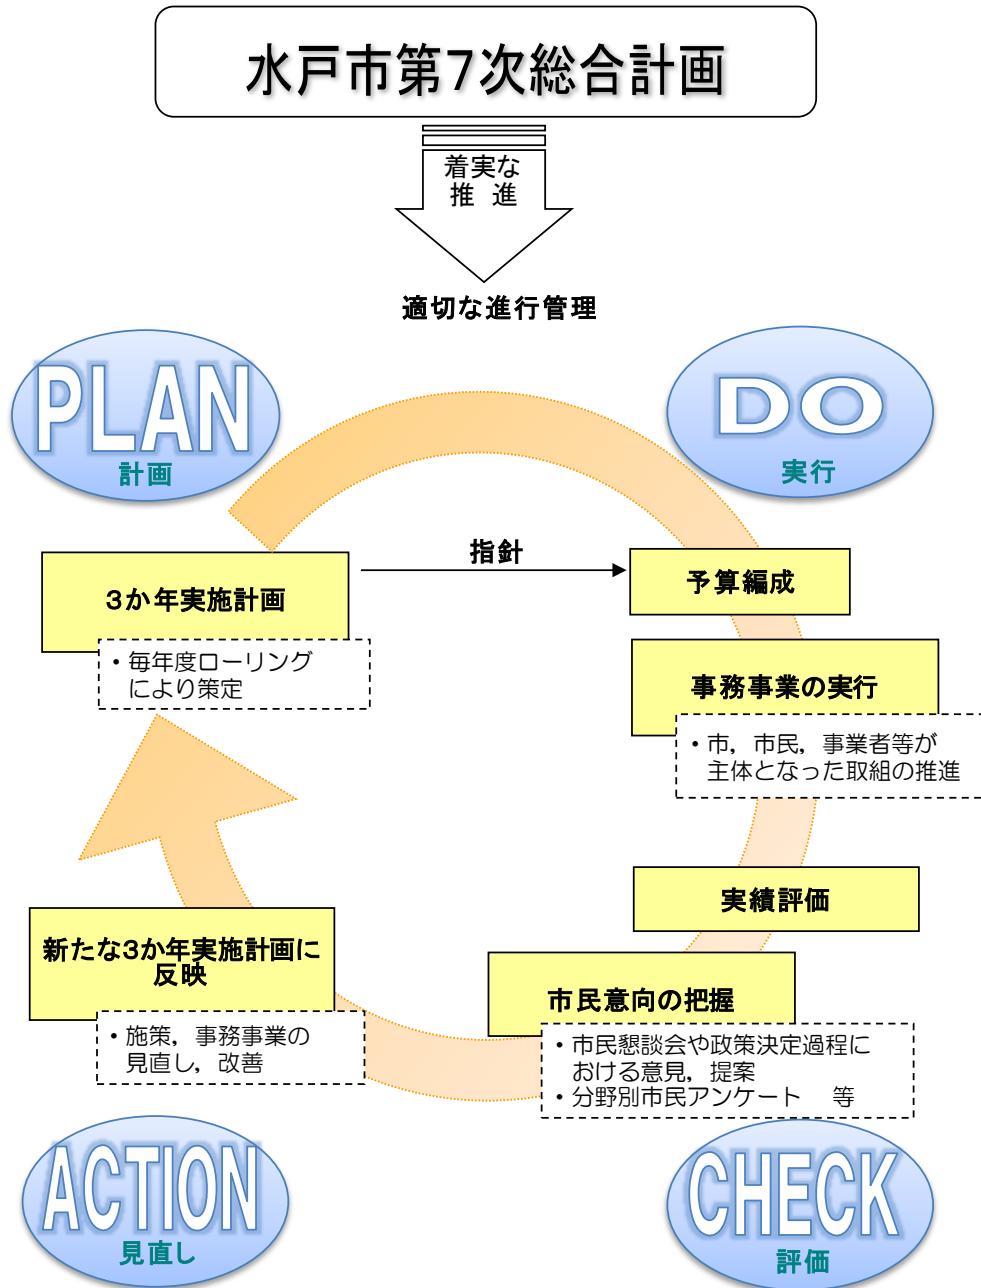 水戸市第7次総合計画
着実な
推 進
適切な進行管理
PLAN
計画
DO
実行
3か年実施計画
・毎年度ローリング
により策定
指針
予算編成
事務事業の実行
・市，市民，事業者等が
主体となった取組の推進
実績評価
市民意向の把握
・市民懇談会や政策決定過程に
おける意見，提案
・分野別市民アンケート 等
新たな3か年実施計画に
反映
・施策，事務事業の
見直し，改善
ACTION
見直し
CHECK
評価